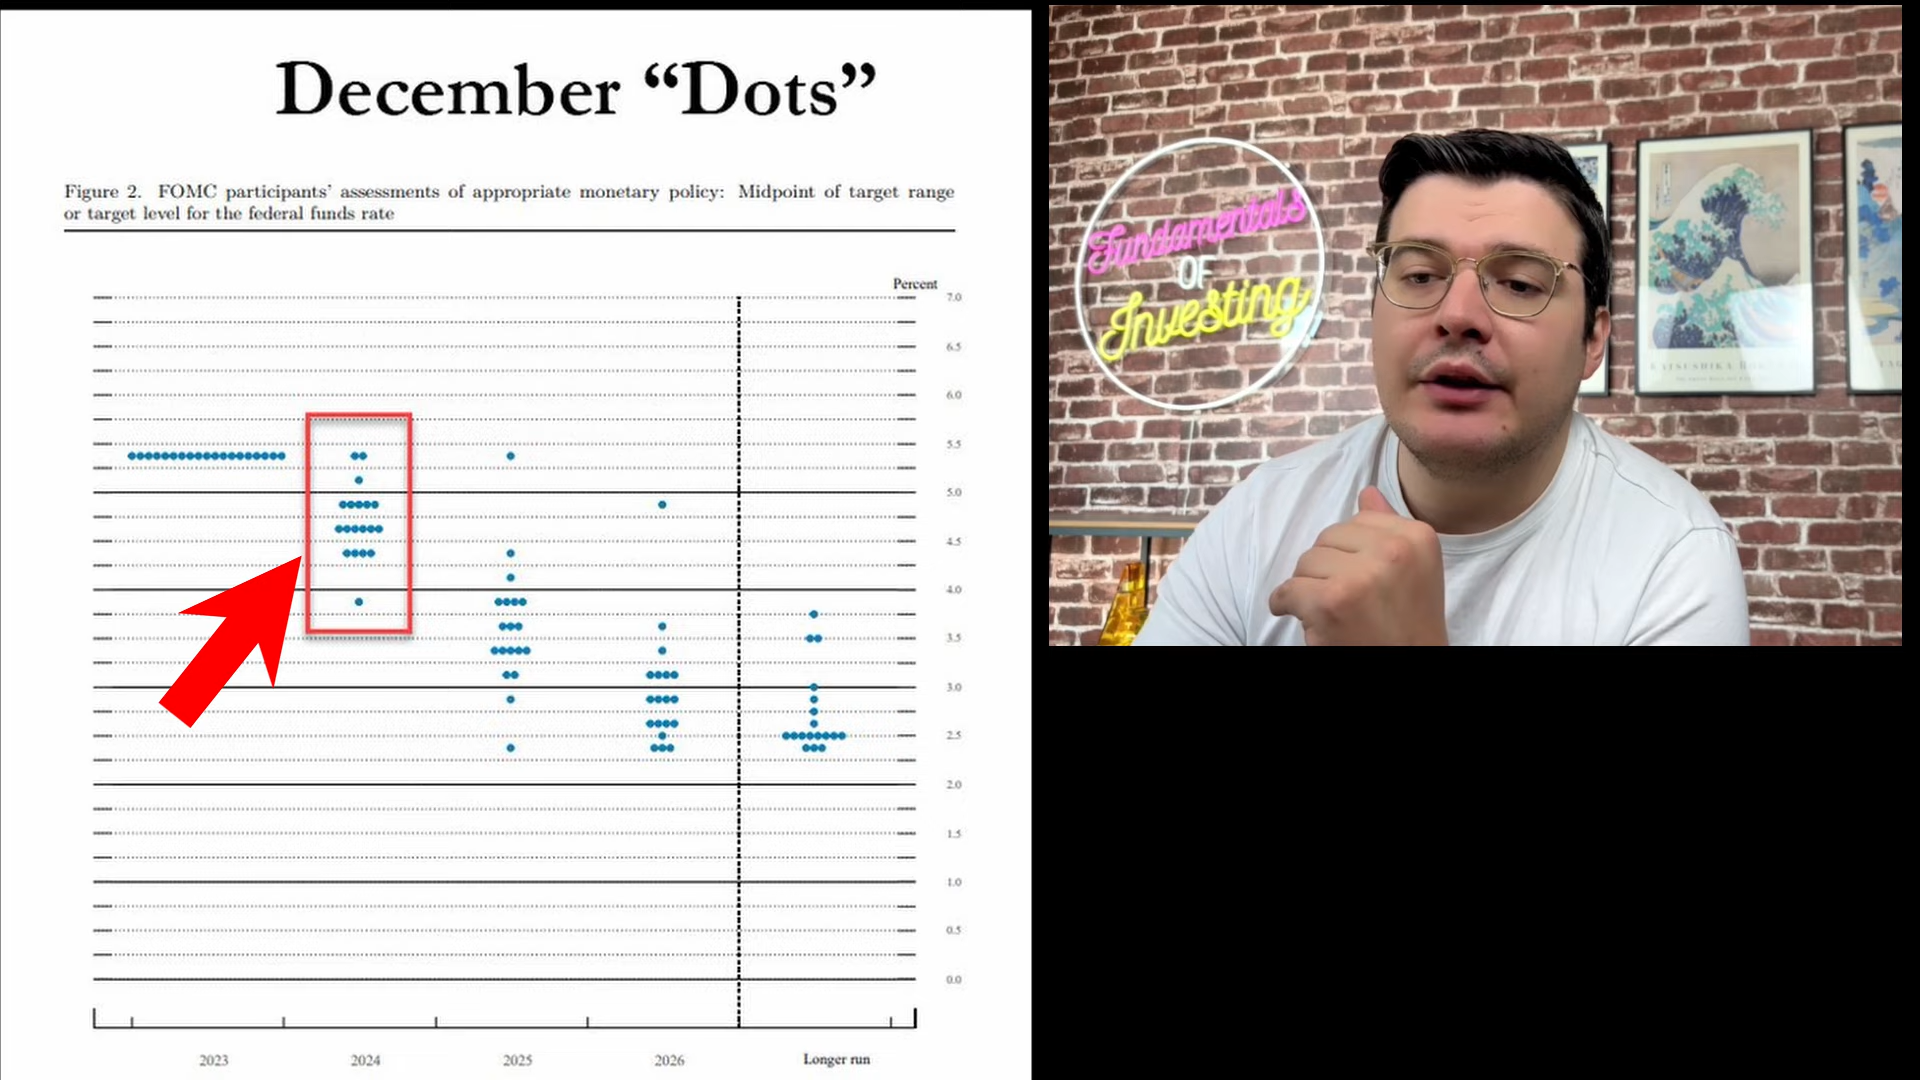 December “Dots”
Figure 2. FOMC participants’ assessments of appropriate monetary policy: Midpoint of target range
or target level for the federal funds rate
Percent
7.0
6.5
6.0
5.5
5.0
4.5
4.0
3.5
3.0
2.5
2.0
1.5
1.0
0.5
0.0
2023 2024 2025 2026 Longer run
Fundamentals
OF
Investing
KATSUSHIKA